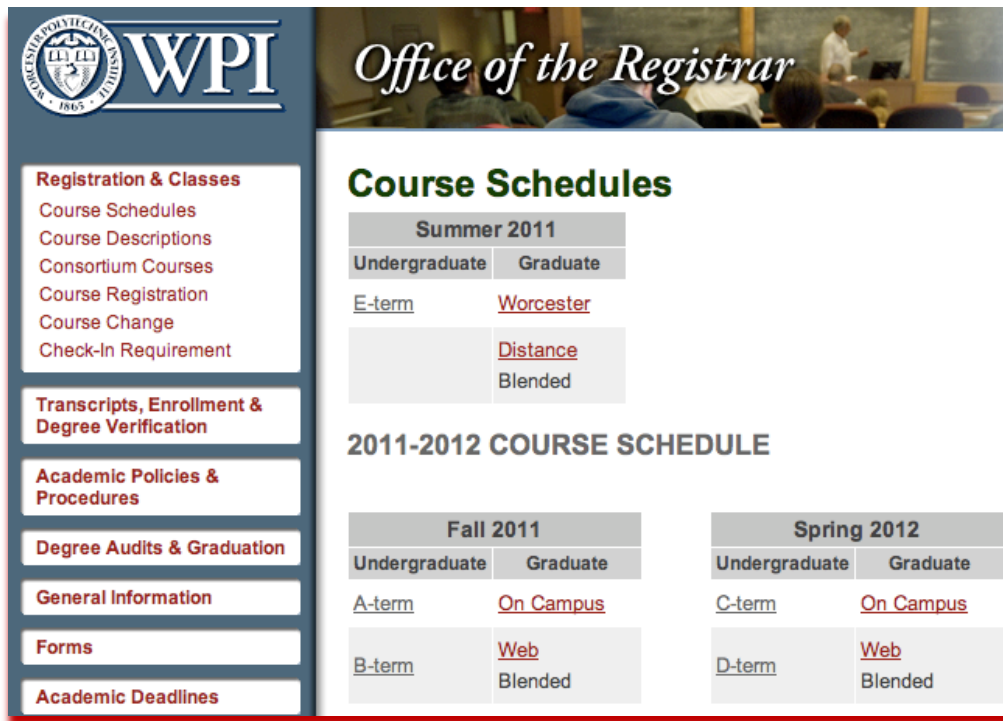 WORCESTER POLYTECHNIC INSTITUTE
1865
WPI
Office of the Registrar
Registration & Classes
Course Schedules
Course Descriptions
Consortium Courses
Course Registration
Course Change
Check-In Requirement
Transcripts, Enrollment &
Degree Verification
Academic Policies &
Procedures
Degree Audits & Graduation
General Information
Forms
Academic Deadlines
Course Schedules
Summer 2011
Undergraduate Graduate
E-term Worcester
Distance
Blended
2011-2012 COURSE SCHEDULE
Fall 2011
Undergraduate Graduate
A-term On Campus
B-term Web
Blended
Spring 2012
Undergraduate Graduate
C-term On Campus
D-term Web
Blended